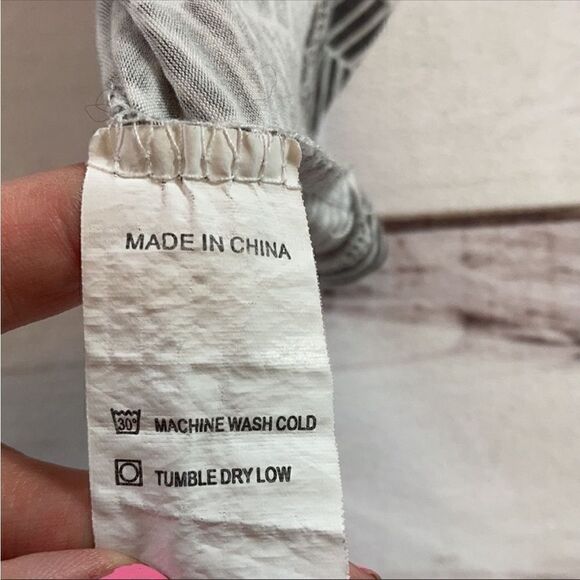 MADE IN CHINA
30° MACHINE WASH COLD
TUMBLE DRY LOW